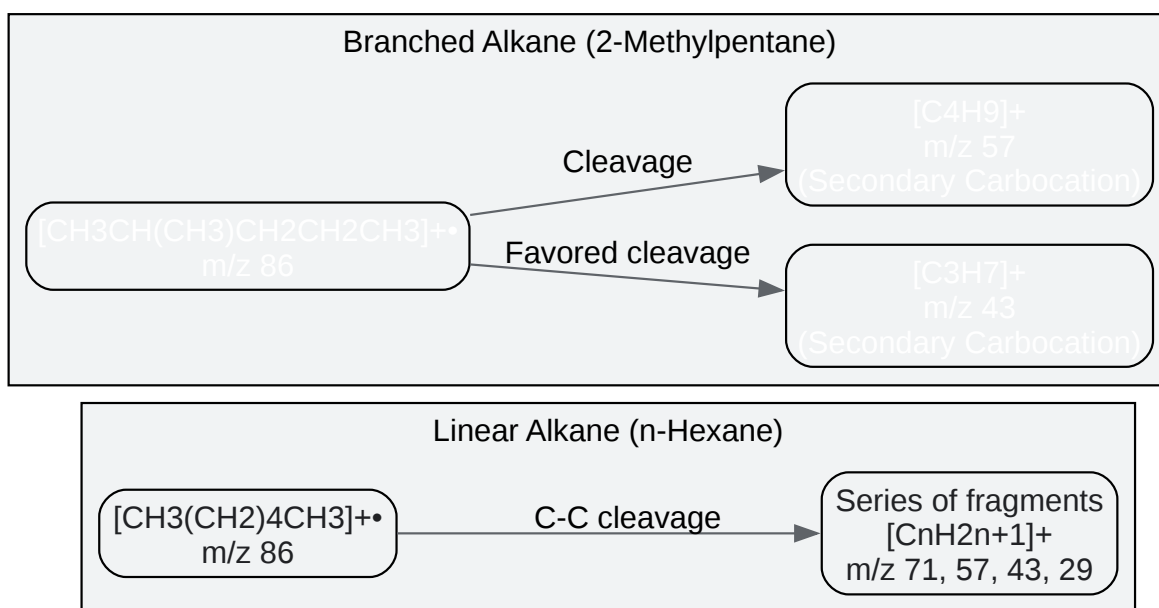 Branched Alkane (2-Methylpentane)
[CH3CH(CH3)CH2CH2CH3]+•
m/z 86
Cleavage
Favored cleavage
[C4H9]+
m/z 57
(Secondary Carbocation)
[C3H7]+
m/z 43
(Secondary Carbocation)
Linear Alkane (n-Hexane)
[CH3(CH2)4CH3]+•
m/z 86
C-C cleavage
Series of fragments
[CnH2n+1]+
m/z 71, 57, 43, 29